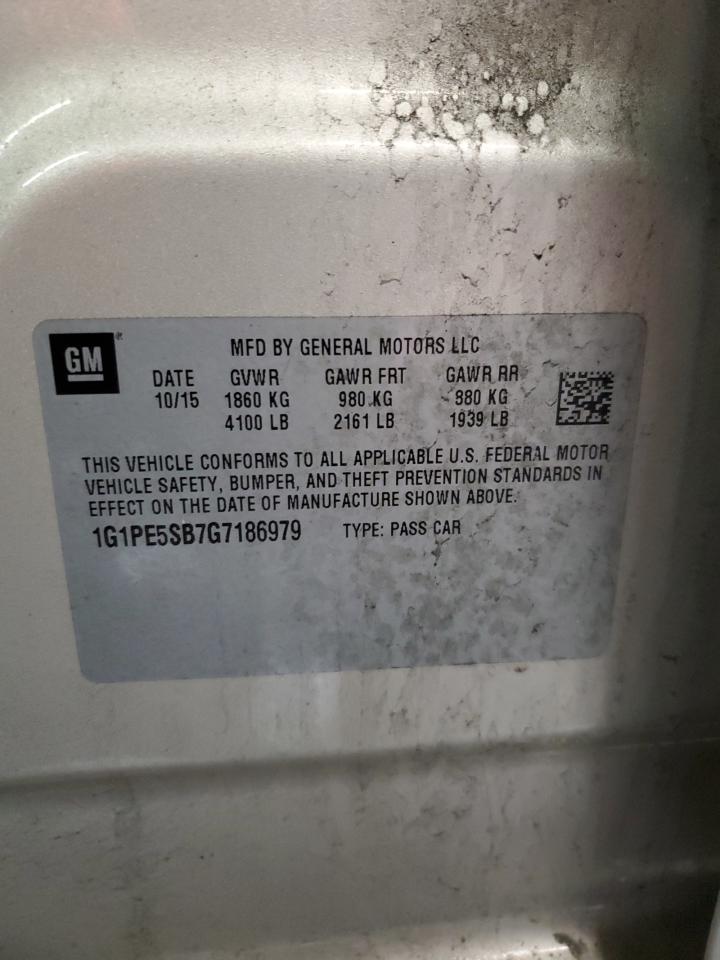 GM
MFD BY GENERAL MOTORS LLC
DATE GVWR GAWR FRT GAWR RR
10/15 1860 KG 980 KG 880 KG
4100 LB 2161 LB 1939 LB
THIS VEHICLE CONFORMS TO ALL APPLICABLE U.S. FEDERAL MOTOR
VEHICLE SAFETY, BUMPER, AND THEFT PREVENTION STANDARDS IN
EFFECT ON THE DATE OF MANUFACTURE SHOWN ABOVE.
1G1PE5SB7G7186979 TYPE: PASS CAR